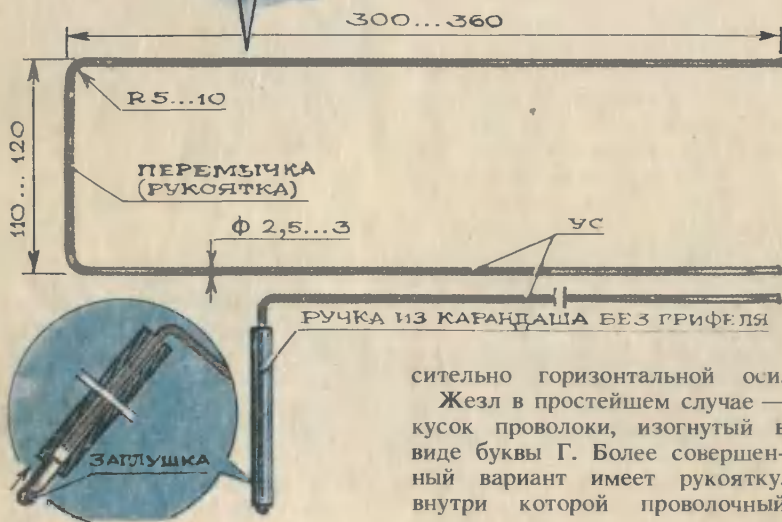 300...360
R 5...10
110...120
ПЕРЕМЫЧКА
(РУКОЯТКА)
Ф 2,5...3
УС
РУЧКА ИЗ КАРАНДАША БЕЗ ГРИФЕЛЯ
ЗАГЛУШКА
сительно горизонтальной оси.
Жезл в простейшем случае —
кусок проволоки, изогнутый в
виде буквы Г. Более совершен-
ный вариант имеет рукоятку,
внутри которой проволочный